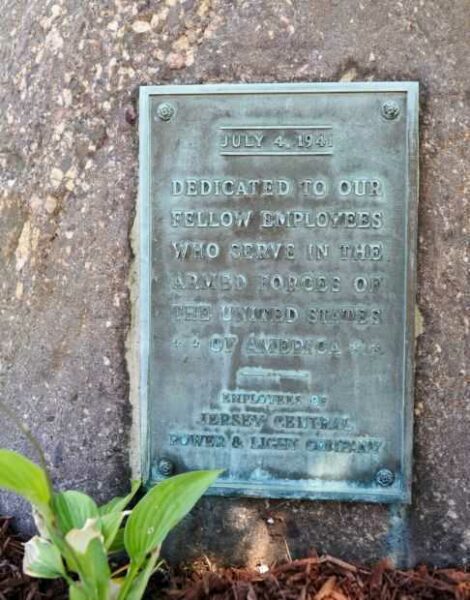 JULY 4, 1941
DEDICATED TO OUR
FELLOW EMPLOYEES
WHO SERVE IN THE
ARMED FORCES OF
THE UNITED STATES
* * OF AMERICA * *
EMPLOYEES OF
JERSEY CENTRAL
POWER & LIGHT COMPANY